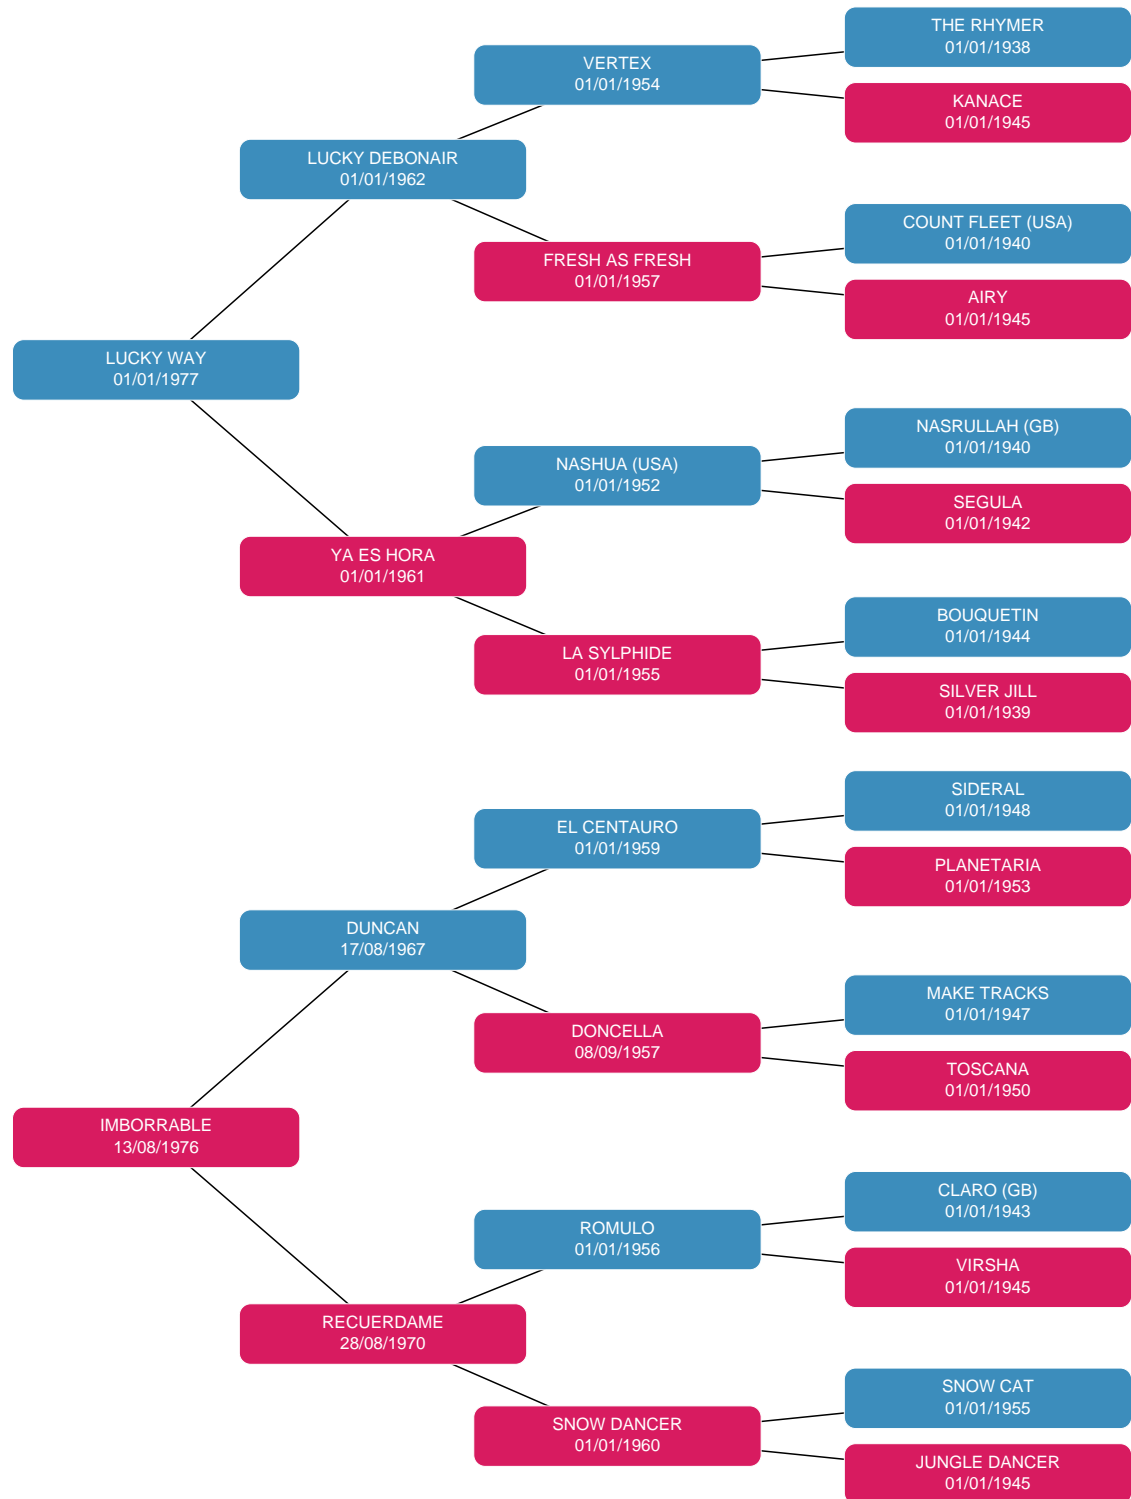 THE RHYMER
01/01/1938
VERTEX
01/01/1954
KANACE
01/01/1945
LUCKY DEBONAIR
01/01/1962
COUNT FLEET (USA)
01/01/1940
FRESH AS FRESH
01/01/1957
AIRY
01/01/1945
LUCKY WAY
01/01/1977
NASRULLAH (GB)
01/01/1940
NASHUA (USA)
01/01/1952
SEGULA
01/01/1942
YA ES HORA
01/01/1961
BOUQUETIN
01/01/1944
LA SYLPHIDE
01/01/1955
SILVER JILL
01/01/1939
SIDERAL
01/01/1948
EL CENTAURO
01/01/1959
PLANETARIA
01/01/1953
DUNCAN
17/08/1967
MAKE TRACKS
01/01/1947
DONCELLA
08/09/1957
TOSCANA
01/01/1950
IMBORRABLE
13/08/1976
CLARO (GB)
01/01/1943
ROMULO
01/01/1956
VIRSHA
01/01/1945
RECUERDAME
28/08/1970
SNOW CAT
01/01/1955
SNOW DANCER
01/01/1960
JUNGLE DANCER
01/01/1945